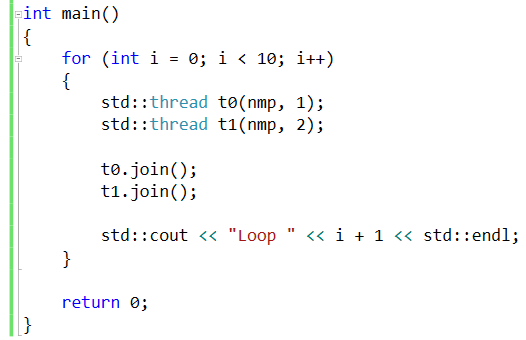 int main()
{
    for (int i = 0; i < 10; i++)
    {
        std::thread t0(nmp, 1);
        std::thread t1(nmp, 2);

        t0.join();
        t1.join();

        std::cout << "Loop " << i + 1 << std::endl;
    }

    return 0;
}